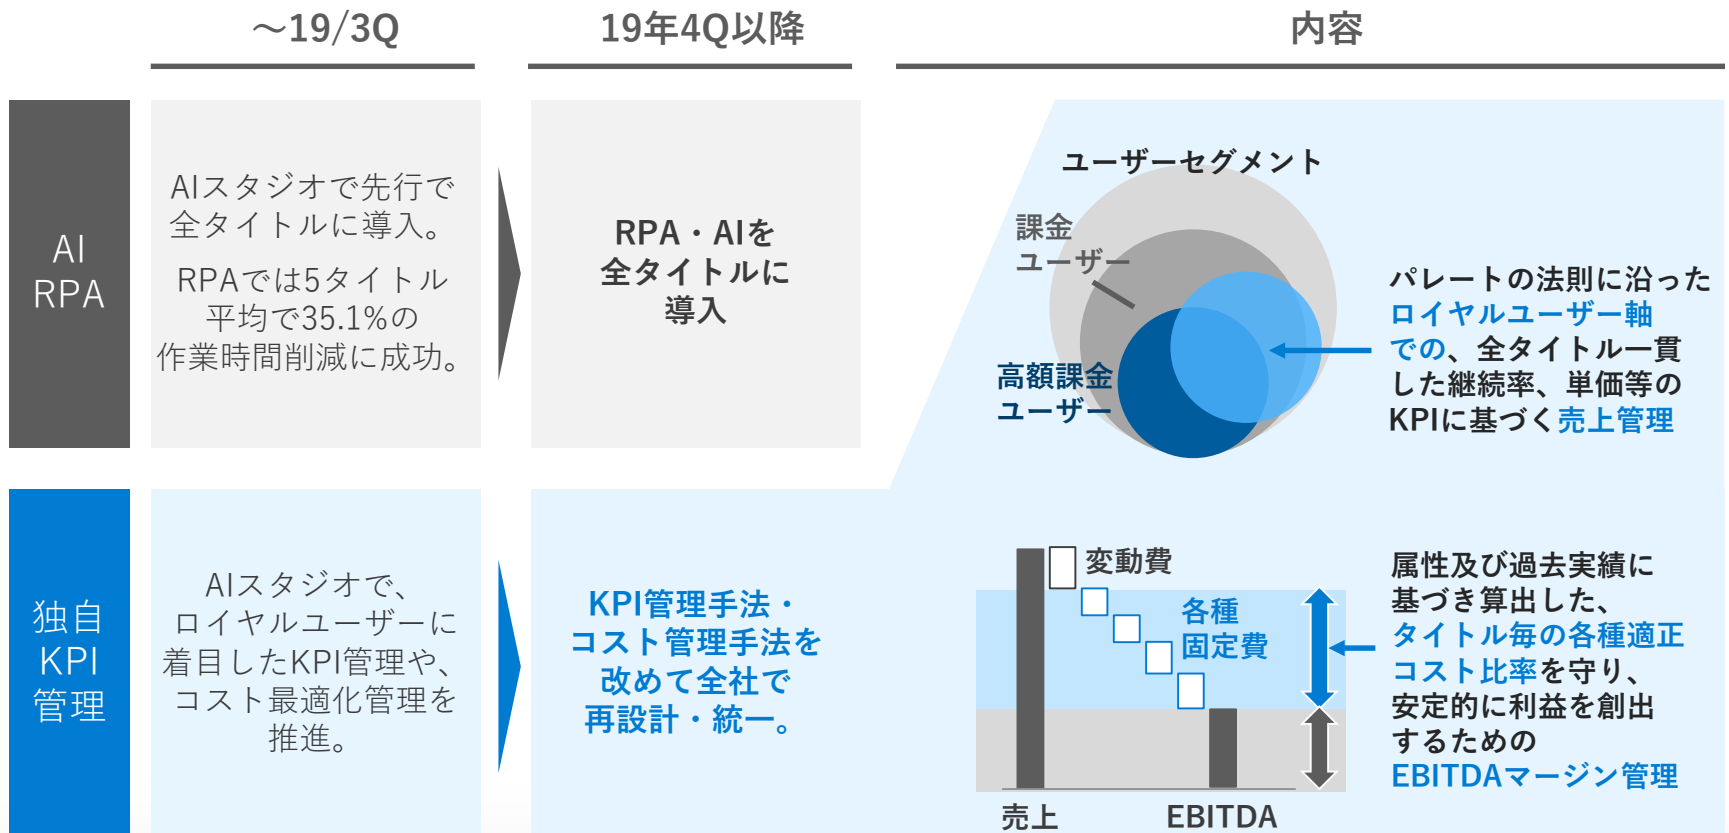 ～19/3Q
19年4Q以降
内容
AI
RPA
AIスタジオで先行で
全タイトルに導入。
RPAでは5タイトル
平均で35.1%の
作業時間削減に成功。
RPA・AIを
全タイトルに
導入
ユーザーセグメント
課金
ユーザー
高額課金
ユーザー
パレートの法則に沿った
ロイヤルユーザー軸
での、全タイトル一貫
した継続率、単価等の
KPIに基づく売上管理
独自
KPI
管理
AIスタジオで、
ロイヤルユーザーに
着目したKPI管理や、
コスト最適化管理を
推進。
KPI管理手法・
コスト管理手法を
改めて全社で
再設計・統一。
変動費
各種
固定費
売上
EBITDA
属性及び過去実績に
基づき算出した、
タイトル毎の各種適正
コスト比率を守り、
安定的に利益を創出
するための
EBITDAマージン管理